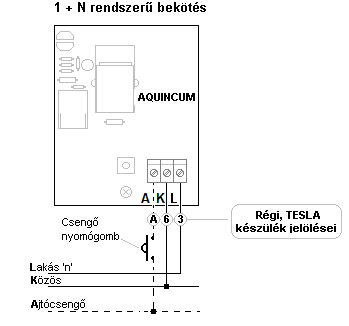 1 + N rendszerű bekötés
AQUINCUM
A K L
Csengő
nyomógomb
A 6 3
Régi, TESLA
készülék jelölései
Lakás 'n'
Közös
Ajtócsengő